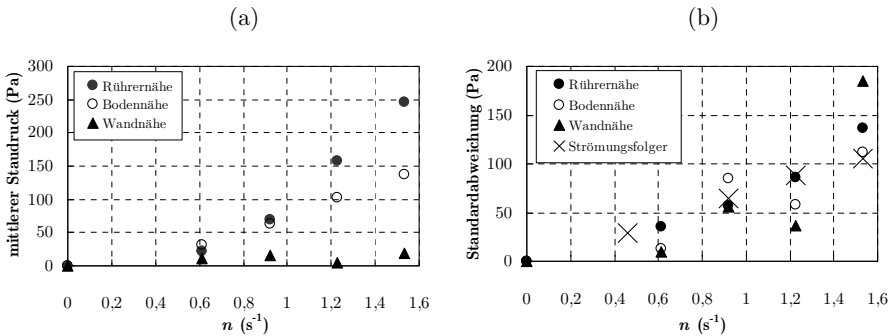 (a)
(b)
mittlerer Staudruck (Pa)
300
250
200
150
100
50
0
Rührernähe
Bodennähe
Wandnähe
0 0,2 0,4 0,6 0,8 1 1,2 1,4 1,6
n (s⁻¹)
Standardabweichung (Pa)
200
150
100
50
0
Rührernähe
Bodennähe
Wandnähe
Strömungsfolger
0 0,2 0,4 0,6 0,8 1 1,2 1,4 1,6
n (s⁻¹)